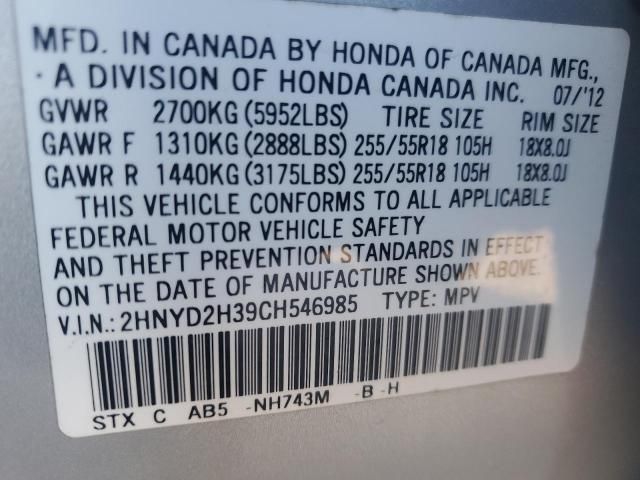 MFD. IN CANADA BY HONDA OF CANADA MFG.,
· A DIVISION OF HONDA CANADA INC. 07/'12
GVWR 2700KG (5952LBS) TIRE SIZE RIM SIZE
GAWR F 1310KG (2888LBS) 255/55R18 105H 18X8.0J
GAWR R 1440KG (3175LBS) 255/55R18 105H 18X8.0J
THIS VEHICLE CONFORMS TO ALL APPLICABLE
FEDERAL MOTOR VEHICLE SAFETY
AND THEFT PREVENTION STANDARDS IN EFFECT
ON THE DATE OF MANUFACTURE SHOWN ABOVE.
V.I.N.: 2HNYD2H39CH546985 TYPE: MPV
STX C AB5 -NH743M -B -H